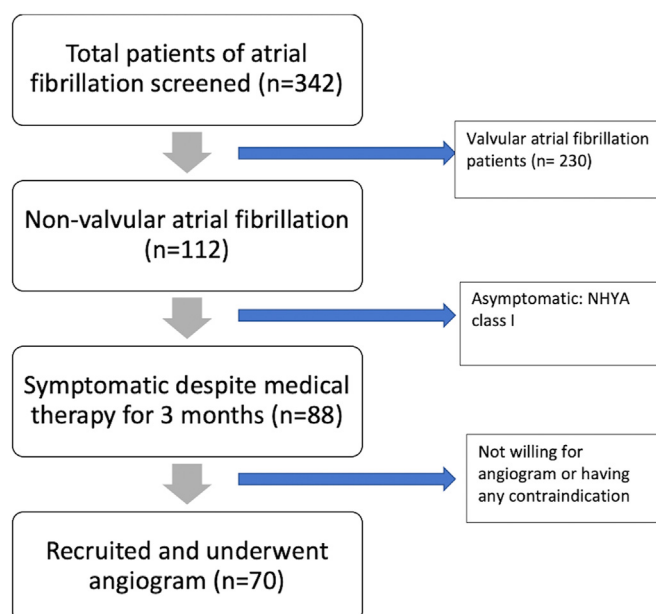 Total patients of atrial
fibrillation screened (n=342)
Valvular atrial fibrillation
patients (n= 230)
Non-valvular atrial fibrillation
(n=112)
Asymptomatic: NHYA
class I
Symptomatic despite medical
therapy for 3 months (n=88)
Not willing for
angiogram or having
any contraindication
Recruited and underwent
angiogram (n=70)